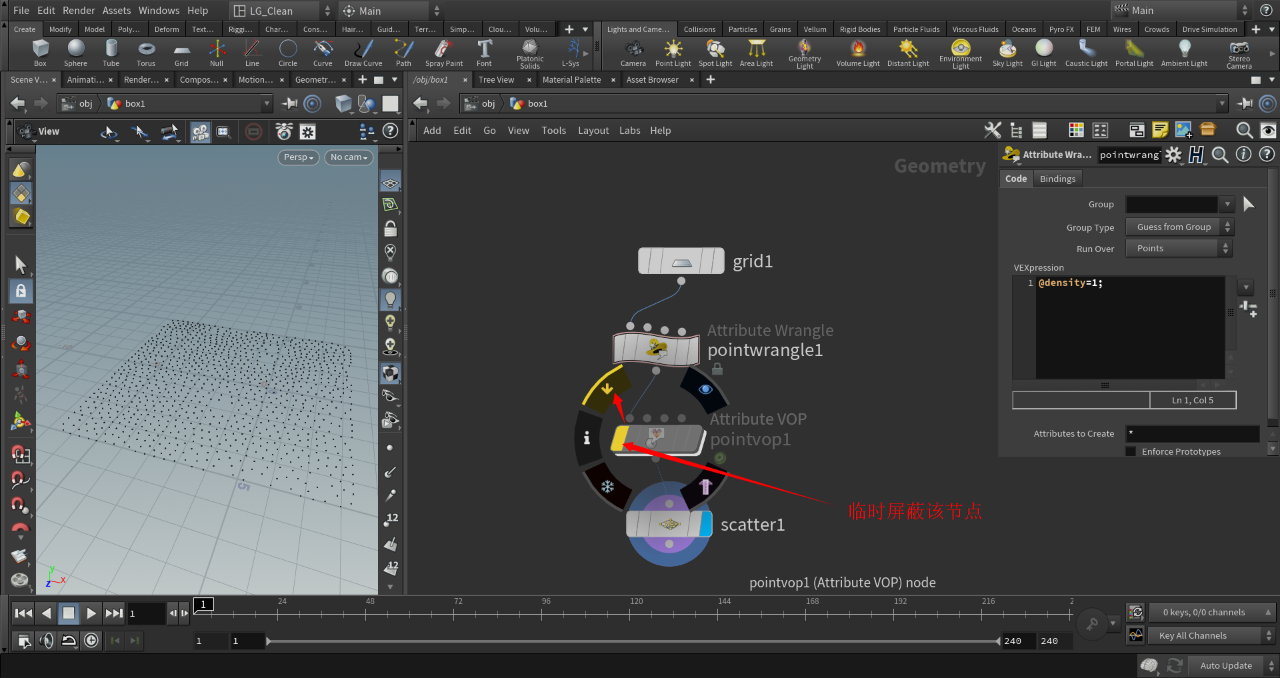 File Edit Render Assets Windows Help LG_Clean Main Main
Create Modify Model Poly... Deform Text... Riggi... Char... Cons... Hair... Guid... Terr... Simp... Clou... Volu... Lights and Came... Collisions Particles Grains Vellum Rigid Bodies Particle Fluids Viscous Fluids Oceans Pyro FX FEM Wires Crowds Drive Simulation
Box Sphere Tube Torus Grid Null Line Circle Curve Draw Curve Path Spray Paint Font Platonic Solids L-Sys Camera Point Light Spot Light Area Light Geometry Light Volume Light Distant Light Environment Light Sky Light GI Light Caustic Light Portal Light Ambient Light Stereo Camera
Scene V... Animati... Render... Compos... Motion... Geometr... /obj/box1 Tree View Material Palette Asset Browser
obj box1 obj box1
View Add Edit Go View Tools Layout Labs Help
Persp No cam
Geometry
Attribute Wra... pointwrang
Code Bindings
Group
Group Type Guess from Group
Run Over Points
VEXpression
1 @density=1;
Ln 1, Col 5
Attributes to Create *
Enforce Prototypes
grid1
Attribute Wrangle
pointwrangle1
Attribute VOP
pointvop1
临时屏蔽该节点
scatter1
pointvop1 (Attribute VOP) node
5
y
z x
12
12
1 1 24 48 72 96 120 144 168 192 216 2
0 keys, 0/0 channels
1 1 240 240 Key All Channels
Auto Update